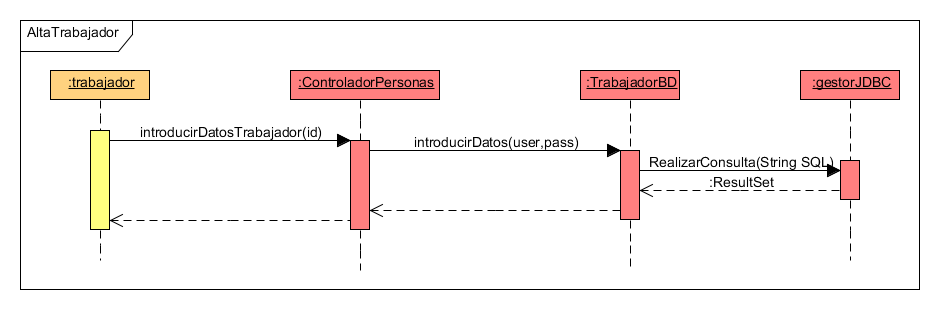 AltaTrabajador
:trabajador
:ControladorPersonas
:TrabajadorBD
:gestorJDBC
introducirDatosTrabajador(id)
introducirDatos(user,pass)
RealizarConsulta(String SQL)
:ResultSet